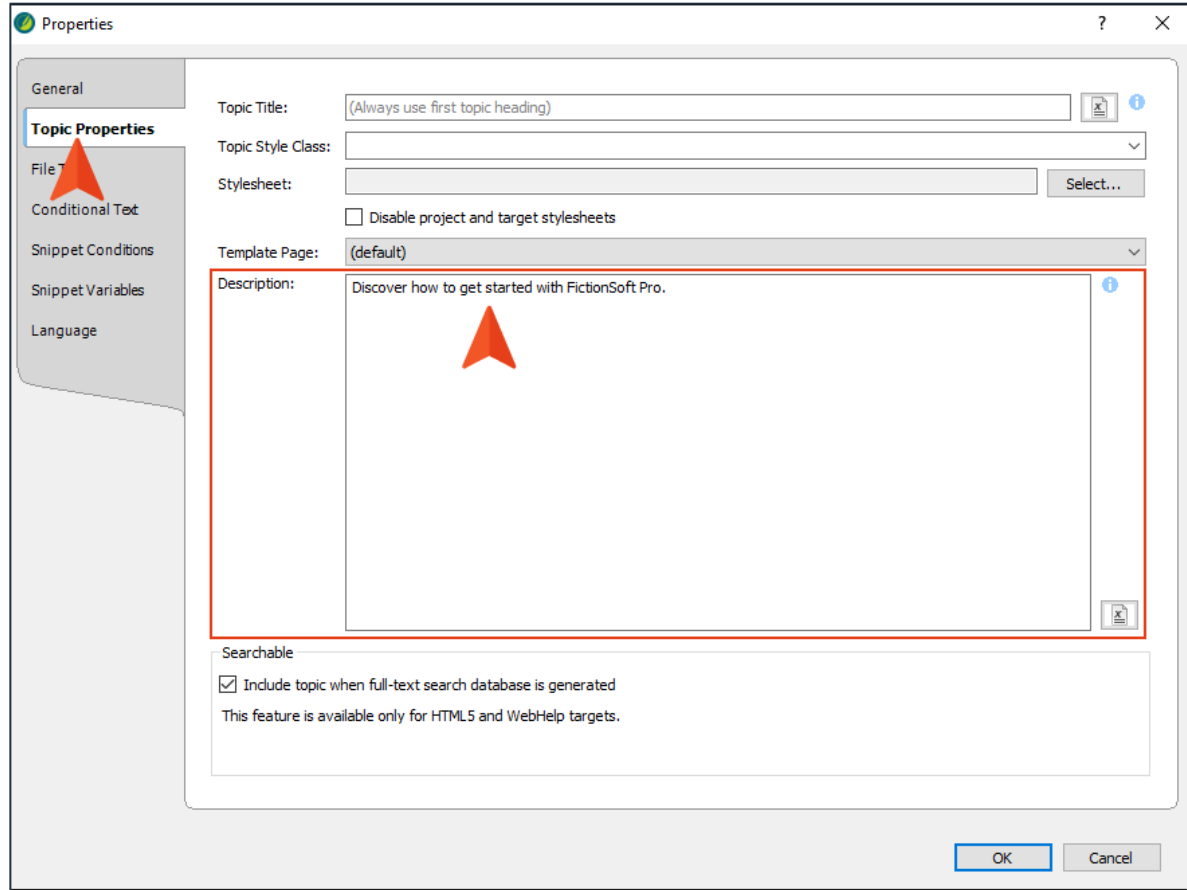 Properties
?
General
Topic Properties
File T
Conditional Text
Snippet Conditions
Snippet Variables
Language
Topic Title:
(Always use first topic heading)
Topic Style Class:
Stylesheet:
Select...
Disable project and target stylesheets
Template Page:
(default)
Description:
Discover how to get started with FictionSoft Pro.
Searchable
Include topic when full-text search database is generated
This feature is available only for HTML5 and WebHelp targets.
OK
Cancel